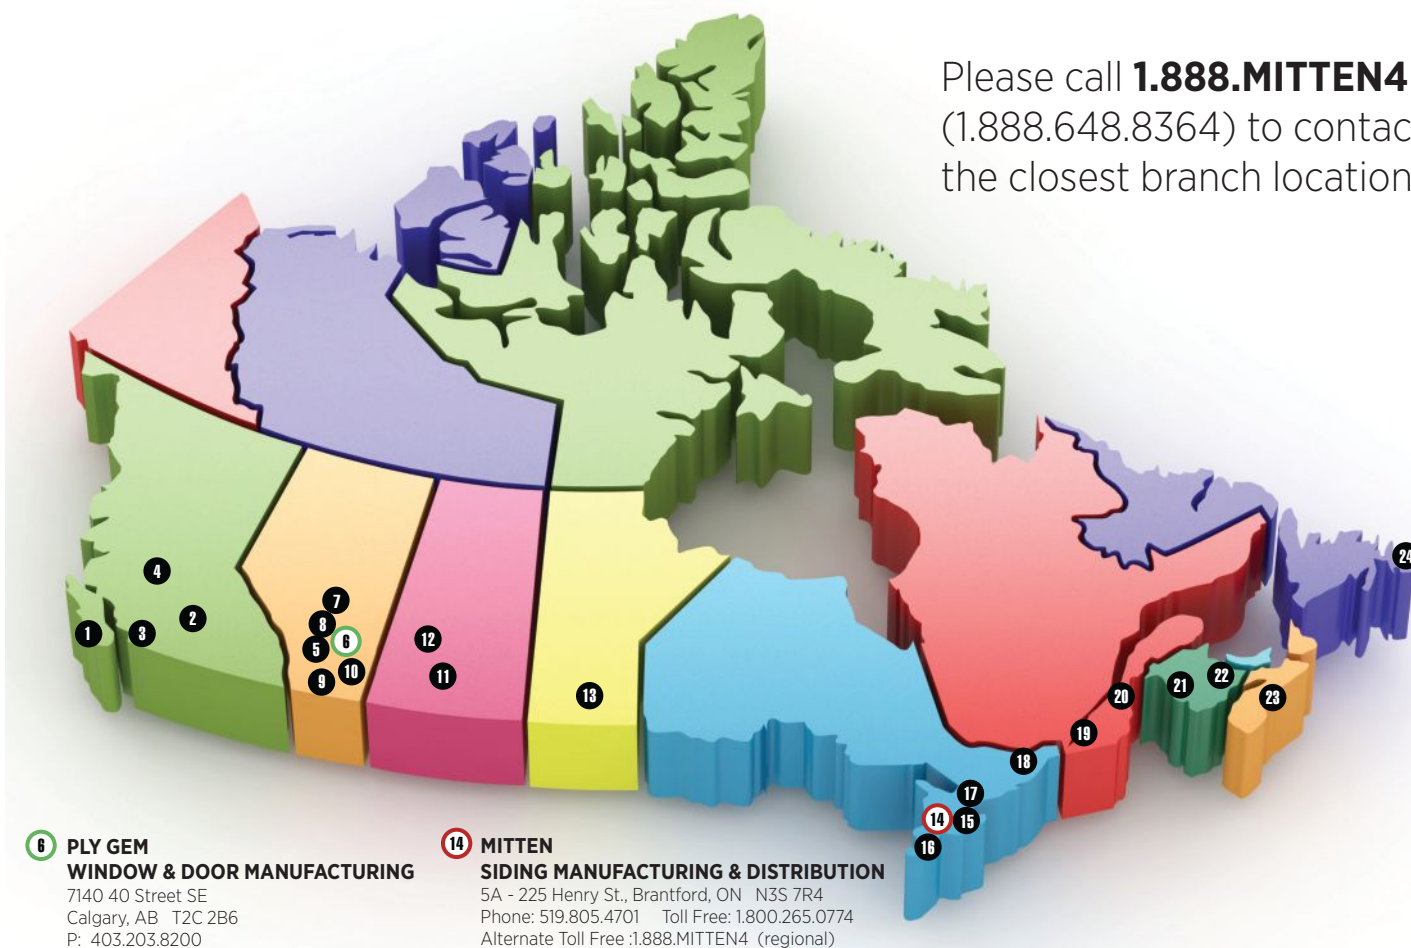 Please call 1.888.MITTEN4
(1.888.648.8364) to contac
the closest branch location
4
7
2
8
1
3
6
5
12
10
11
9
13
24
22
21
20
23
19
18
17
14
15
16
6 PLY GEM
WINDOW & DOOR MANUFACTURING
7140 40 Street SE
Calgary, AB T2C 2B6
P: 403.203.8200
14 MITTEN
SIDING MANUFACTURING & DISTRIBUTION
5A - 225 Henry St., Brantford, ON N3S 7R4
Phone: 519.805.4701 Toll Free: 1.800.265.0774
Alternate Toll Free :1.888.MITTEN4 (regional)